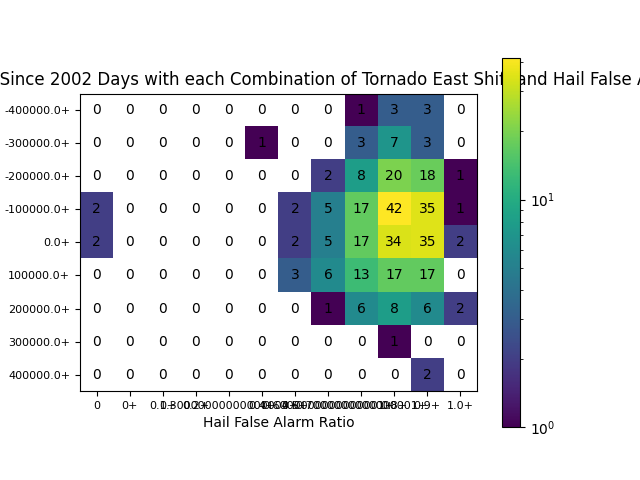 Since 2002 Days with each Combination of Tornado East Shift and Hail False A
-400000.0+ 0 0 0 0 0 0 0 0 1 3 3 0
-300000.0+ 0 0 0 0 0 1 0 0 3 7 3 0
-200000.0+ 0 0 0 0 0 0 0 2 8 20 18 1
-100000.0+ 2 0 0 0 0 0 2 5 17 42 35 1
0.0+ 2 0 0 0 0 0 2 5 17 34 35 2
100000.0+ 0 0 0 0 0 0 3 6 13 17 17 0
200000.0+ 0 0 0 0 0 0 0 1 6 8 6 2
300000.0+ 0 0 0 0 0 0 0 0 0 1 0 0
400000.0+ 0 0 0 0 0 0 0 0 0 0 2 0
0 0+ 1.0+
Hail False Alarm Ratio
10¹
10⁰